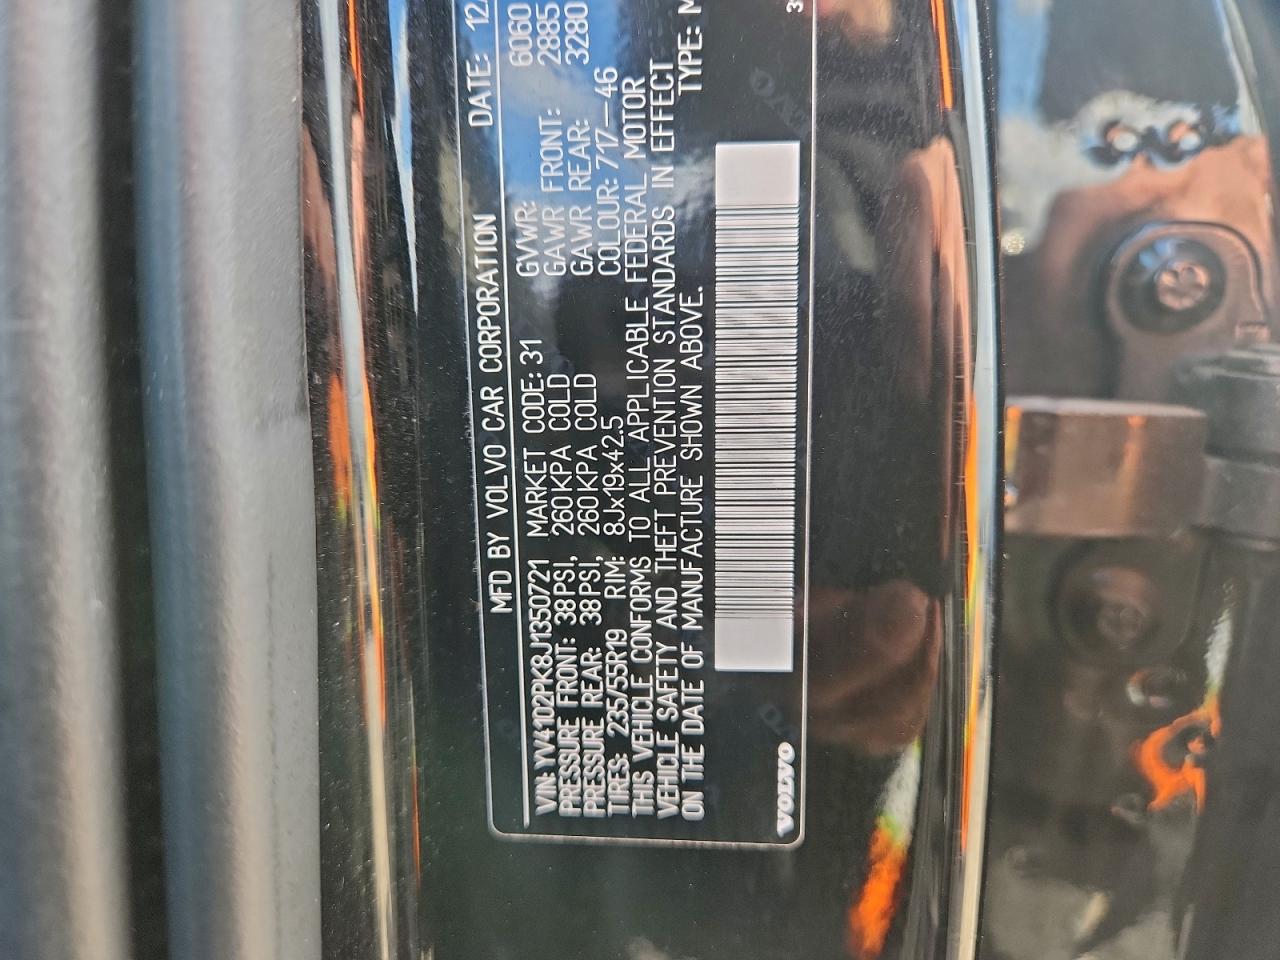 MFD BY VOLVO CAR CORPORATION DATE: 12/
VIN: YV4102PK8J1350721 MARKET CODE: 31 GVWR: 6060
PRESSURE FRONT: 38PSI, 260KPA COLD GAWR FRONT: 2885
PRESSURE REAR: 38PSI, 260KPA COLD GAWR REAR: 3280
TIRES: 235/55R19 RIM: 8Jx19x42.5 COLOUR: 717--46
THIS VEHICLE CONFORMS TO ALL APPLICABLE FEDERAL MOTOR
VEHICLE SAFETY AND THEFT PREVENTION STANDARDS IN EFFECT
ON THE DATE OF MANUFACTURE SHOWN ABOVE. TYPE: M
VOLVO